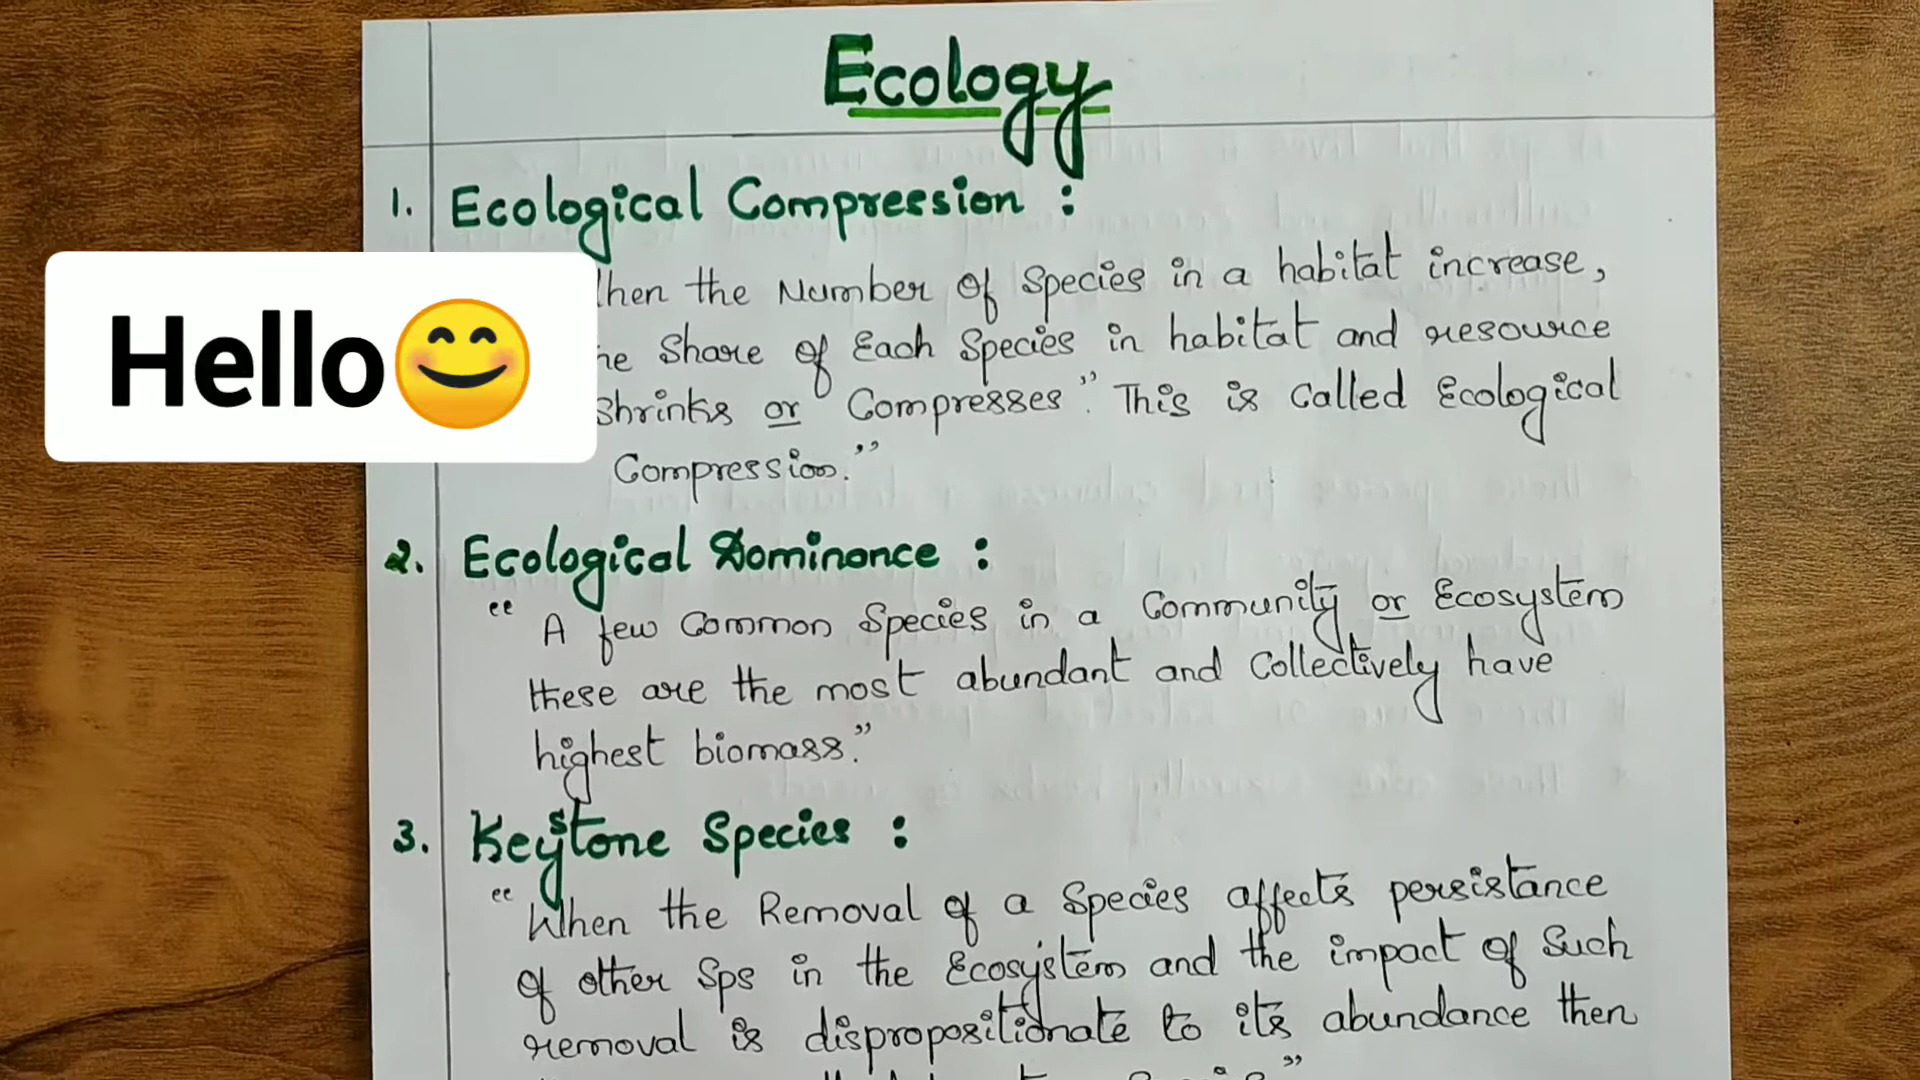 Ecology
1. Ecological Compression :
Hello😊
hen the Number of Species in a habitat increase,
he Share of Each Species in habitat and resource
Shrinks or Compresses". This is Called Ecological
Compression."
2. Ecological Dominance :
"A few Common Species in a Community or Ecosystem
these are the most abundant and Collectively have
highest biomass."
3. Keystone Species :
"When the Removal of a Species affects persistance
of other Sps in the Ecosystem and the impact of Such
removal is dispropositionate to its abundance then